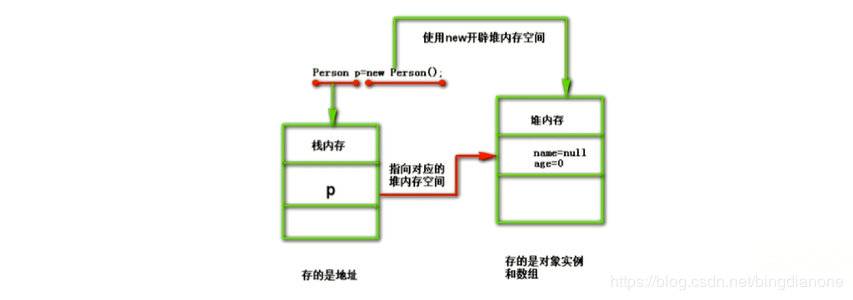 使用new开辟堆内存空间
Person p=new Person();
栈内存
堆内存
name=null
age=0
p
指向对应的
堆内存空间
存的是地址
存的是对象实例
和数组
https://blog.csdn.net/bingdianone